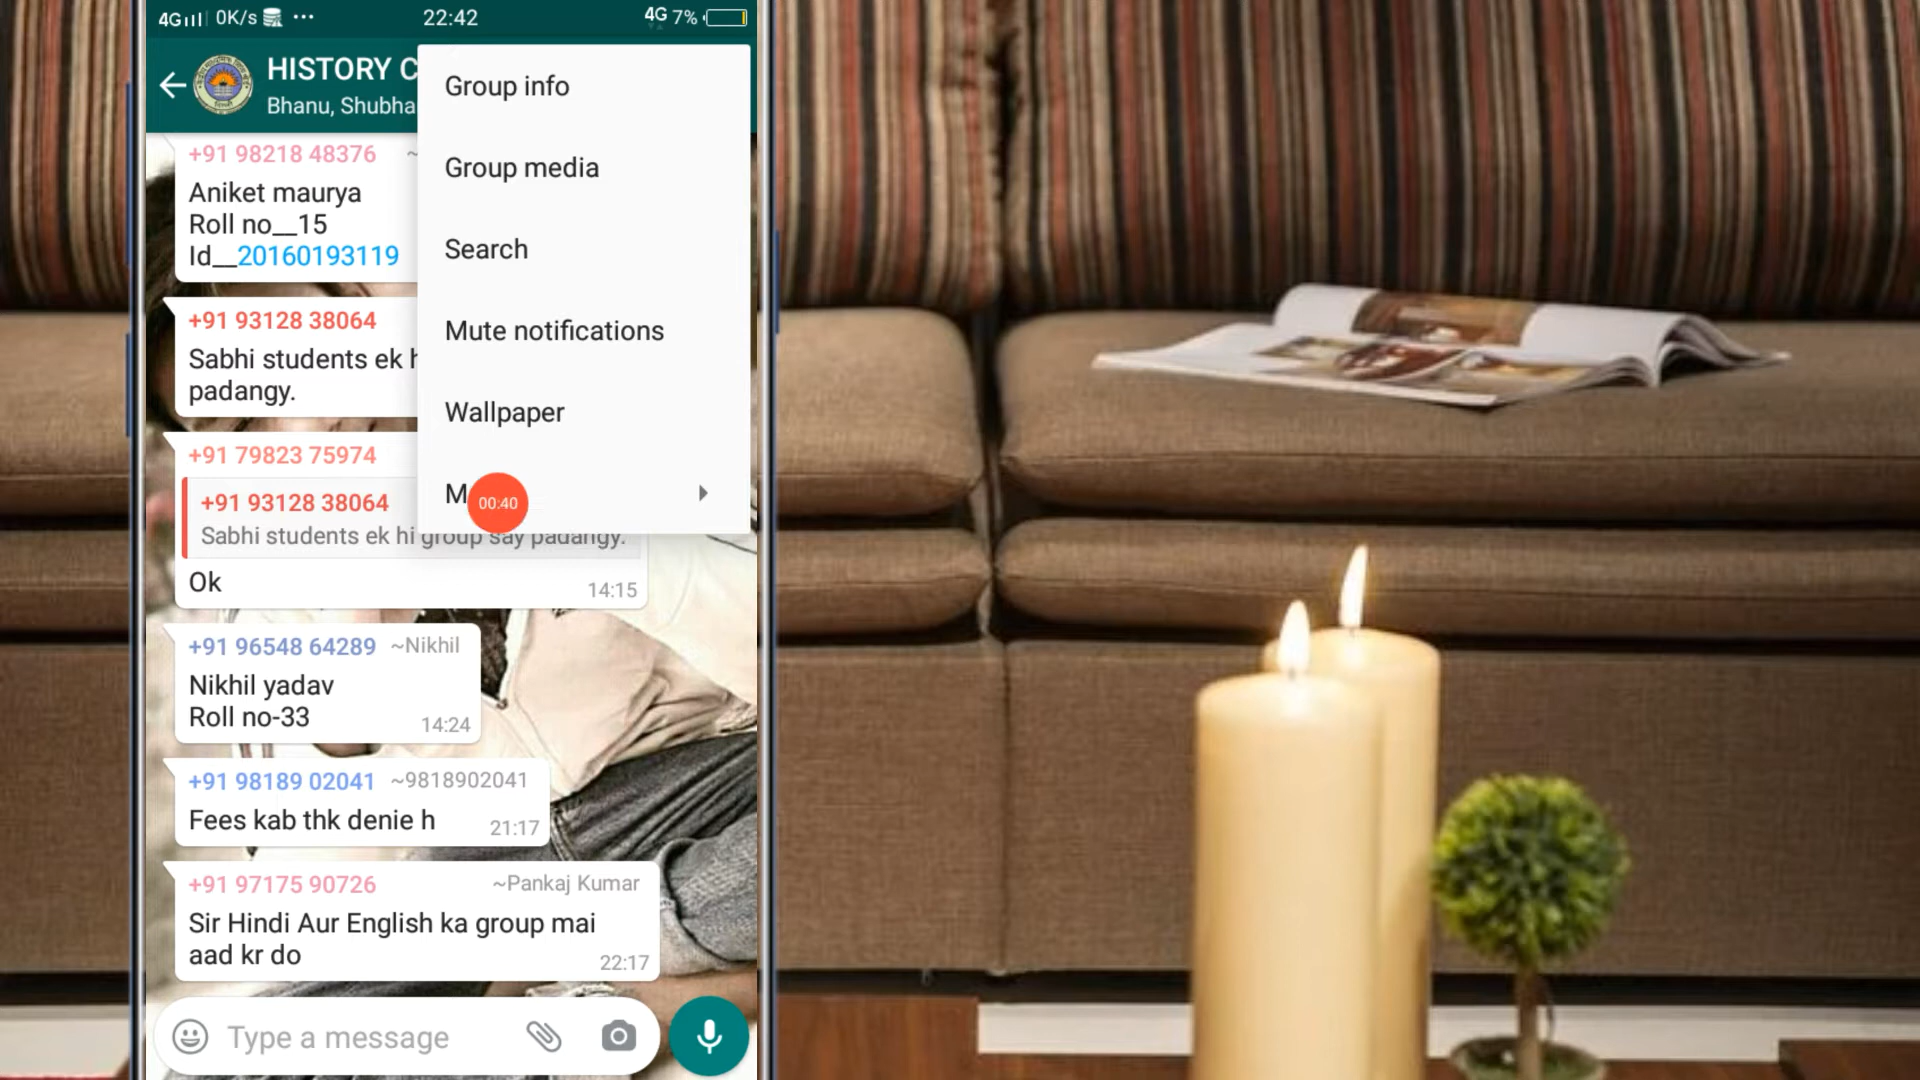 4G 0K/s 22:42 4G 7%
HISTORY C
Bhanu, Shubha
Group info
Group media
Search
Mute notifications
Wallpaper
M
00:40
+91 98218 48376 ~
Aniket maurya
Roll no__15
Id__20160193119
+91 93128 38064
Sabhi students ek h
padangy.
+91 79823 75974
+91 93128 38064
Sabhi students ek hi group say padangy.
Ok
14:15
+91 96548 64289 ~Nikhil
Nikhil yadav
Roll no-33
14:24
+91 98189 02041 ~9818902041
Fees kab thk denie h
21:17
+91 97175 90726 ~Pankaj Kumar
Sir Hindi Aur English ka group mai
aad kr do
22:17
Type a message